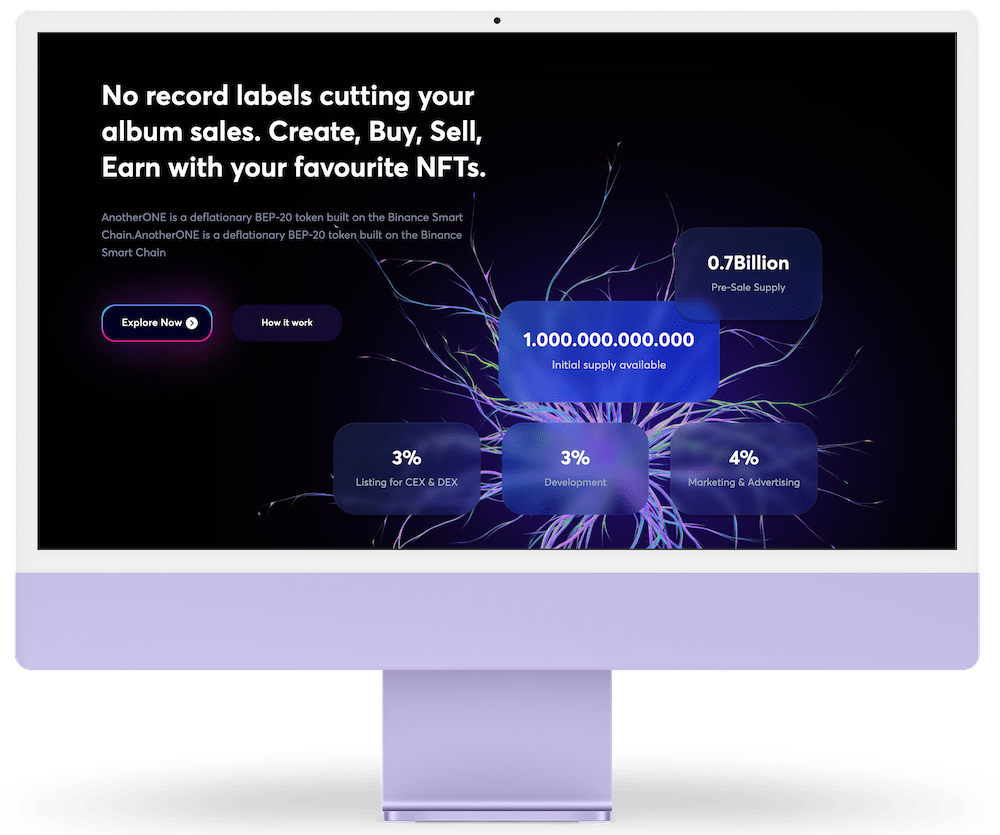 No record labels cutting your
album sales. Create, Buy, Sell,
Earn with your favourite NFTs.
AnotherONE is a deflationary BEP-20 token built on the Binance Smart
Chain.AnotherONE is a deflationary BEP-20 token built on the Binance
Smart Chain
Explore Now
How it work
0.7Billion
Pre-Sale Supply
1.000.000.000.000
Initial supply available
3%
Listing for CEX & DEX
3%
Development
4%
Marketing & Advertising